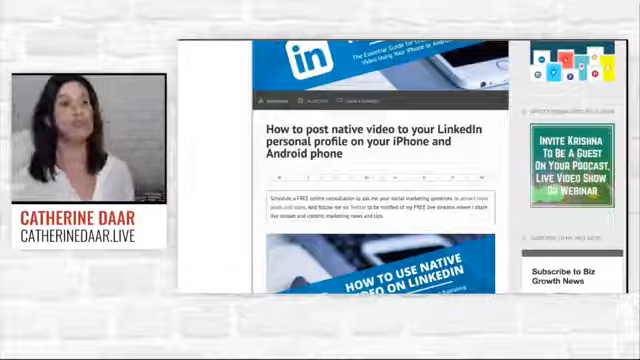 in
The Essential Guide for
Video Using Your iPhone or Android
How to post native video to your LinkedIn
personal profile on your iPhone and
Android phone
Schedule a FREE online consultation to ask me your social marketing questions to attract more
leads and sales. And follow me on Twitter to be notified of my FREE live streams where I share
live stream and content marketing news and tips.
HOW TO USE NATIVE
VIDEO ON LINKEDIN
INVITE KRISHNA
TO BE A GUEST
ON YOUR PODCAST,
LIVE VIDEO SHOW
OR WEBINAR
Subscribe to Biz
Growth News
CATHERINE DAAR
CATHERINEDAAR.LIVE